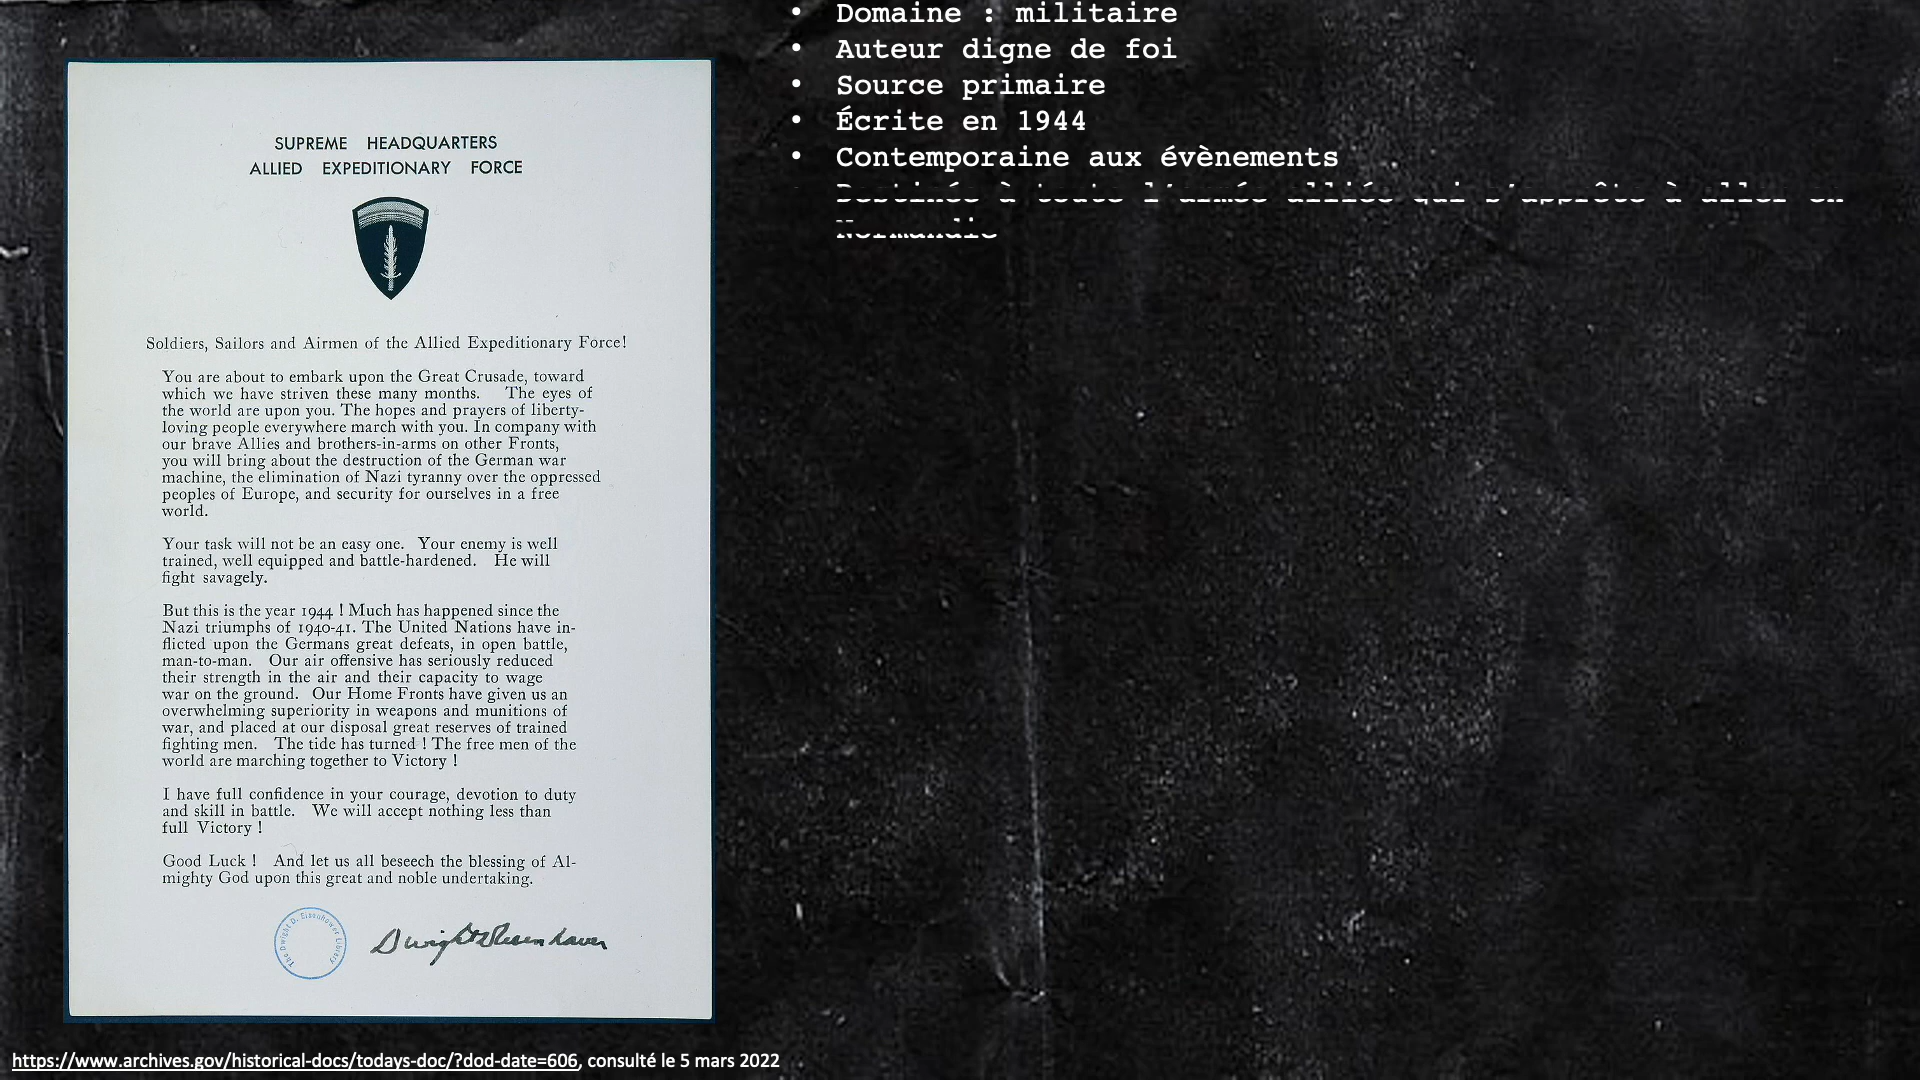 SUPREME HEADQUARTERS
ALLIED EXPEDITIONARY FORCE
Soldiers, Sailors and Airmen of the Allied Expeditionary Force!
You are about to embark upon the Great Crusade, toward
which we have striven these many months. The eyes of
the world are upon you. The hopes and prayers of liberty-
loving people everywhere march with you. In company with
our brave Allies and brothers-in-arms on other Fronts,
you will bring about the destruction of the German war
machine, the elimination of Nazi tyranny over the oppressed
peoples of Europe, and security for ourselves in a free
world.
Your task will not be an easy one. Your enemy is well
trained, well equipped and battle-hardened. He will
fight savagely.
But this is the year 1944 ! Much has happened since the
Nazi triumphs of 1940-41. The United Nations have in-
flicted upon the Germans great defeats, in open battle,
man-to-man. Our air offensive has seriously reduced
their strength in the air and their capacity to wage
war on the ground. Our Home Fronts have given us an
overwhelming superiority in weapons and munitions of
war, and placed at our disposal great reserves of trained
fighting men. The tide has turned ! The free men of the
world are marching together to Victory !
I have full confidence in your courage, devotion to duty
and skill in battle. We will accept nothing less than
full Victory !
Good Luck ! And let us all beseech the blessing of Al-
mighty God upon this great and noble undertaking.
The Dwight D. Eisenhower Library
Dwight D Eisenhower
• Domaine : militaire
• Auteur digne de foi
• Source primaire
• Écrite en 1944
• Contemporaine aux évènements
Destinée à toute l'armée alliée qui s'apprête à aller en
Normandie
https://www.archives.gov/historical-docs/todays-doc/?dod-date=606, consulté le 5 mars 2022